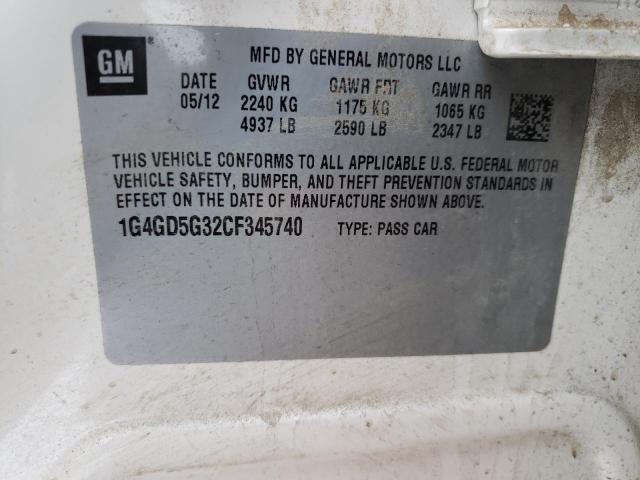 GM
MFD BY GENERAL MOTORS LLC
DATE GVWR GAWR FRT GAWR RR
05/12 2240 KG 1175 KG 1065 KG
4937 LB 2590 LB 2347 LB
THIS VEHICLE CONFORMS TO ALL APPLICABLE U.S. FEDERAL MOTOR
VEHICLE SAFETY, BUMPER, AND THEFT PREVENTION STANDARDS IN
EFFECT ON THE DATE OF MANUFACTURE SHOWN ABOVE.
1G4GD5G32CF345740 TYPE: PASS CAR